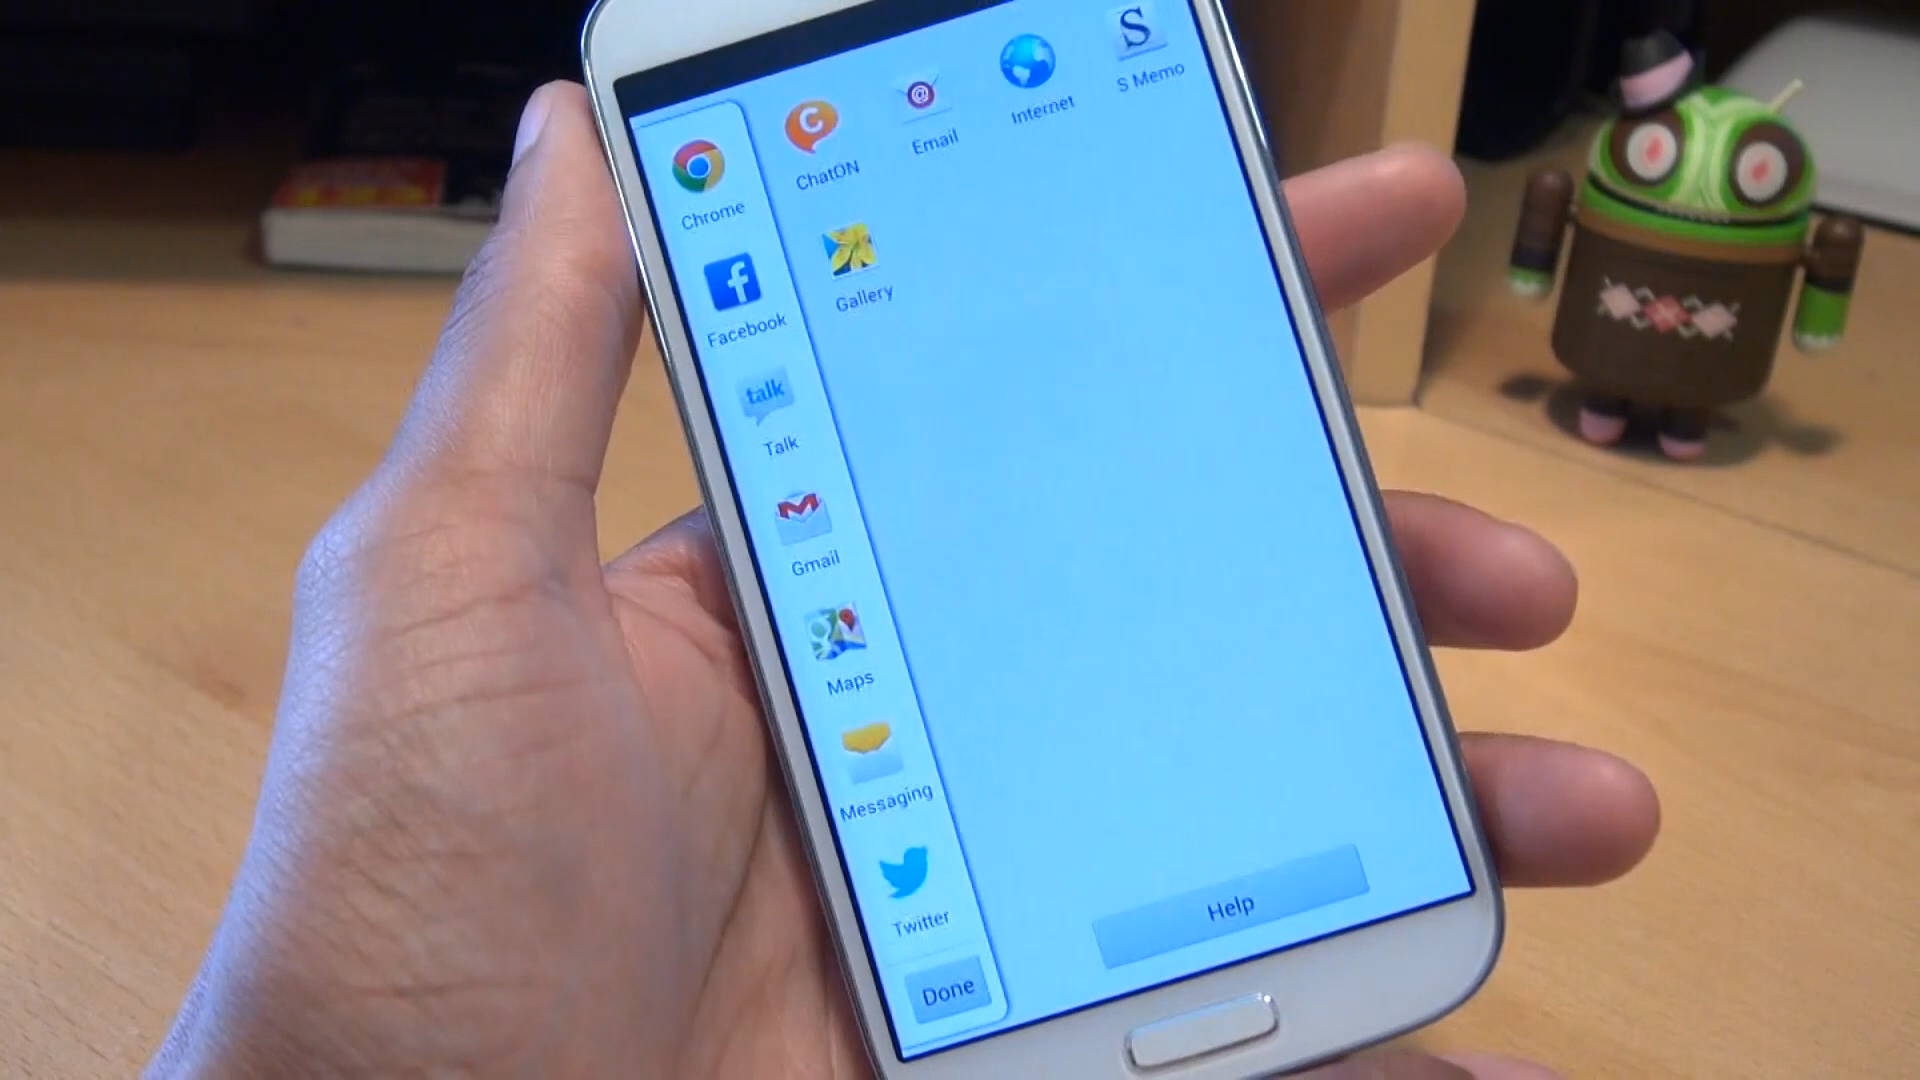 Chrome
Facebook
talk
Talk
Gmail
Maps
Messaging
Twitter
Done
C
ChatON
@
Email
Internet
S
S Memo
Gallery
Help